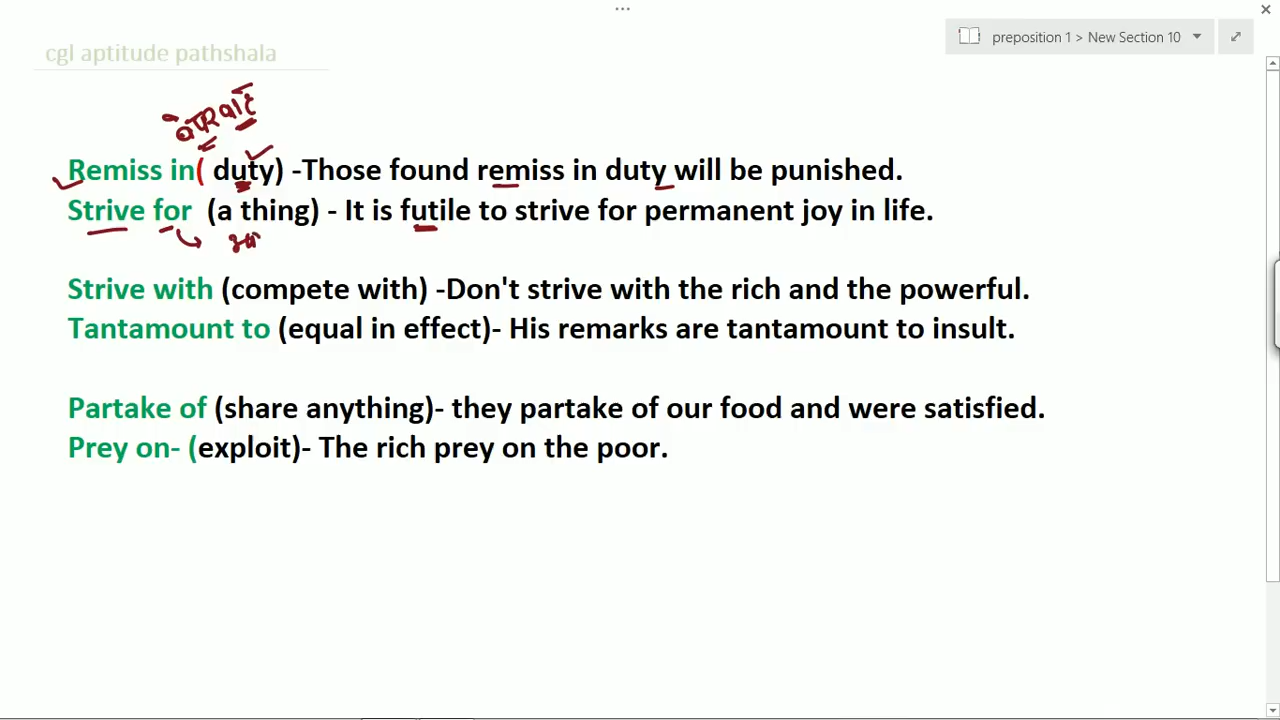 cgl aptitude pathshala
preposition 1 > New Section 10
Remiss in( duty) -Those found remiss in duty will be punished.
Strive for (a thing) - It is futile to strive for permanent joy in life.
Strive with (compete with) -Don't strive with the rich and the powerful.
Tantamount to (equal in effect)- His remarks are tantamount to insult.
Partake of (share anything)- they partake of our food and were satisfied.
Prey on- (exploit)- The rich prey on the poor.